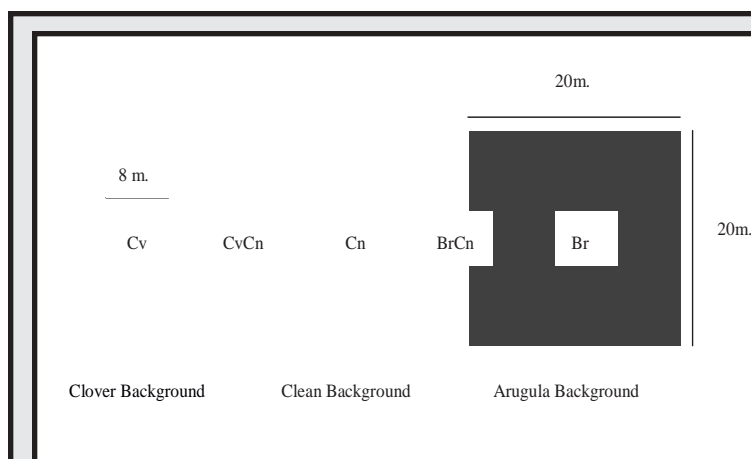 20m.
8 m.
20m.
Cv CvCn Cn BrCn Br
Clover Background Clean Background Arugula Background